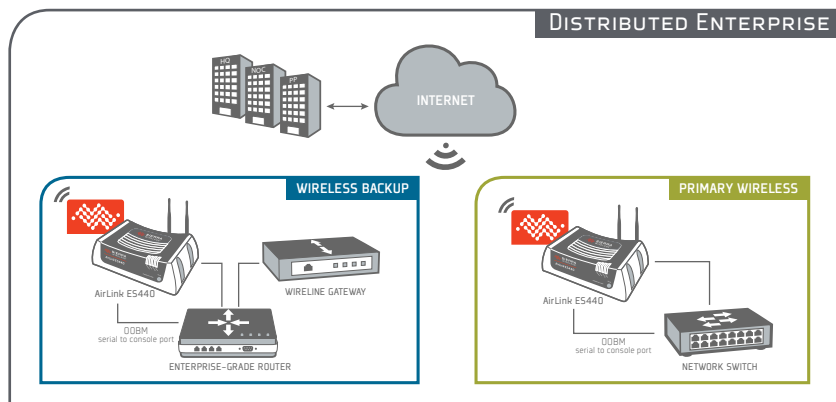 DISTRIBUTED ENTERPRISE
HQ
NOC
PP
INTERNET
WIRELESS BACKUP
AirLink ES440
WIRELINE GATEWAY
OOBM
serial to console port
ENTERPRISE-GRADE ROUTER
PRIMARY WIRELESS
AirLink ES440
OOBM
serial to console port
NETWORK SWITCH